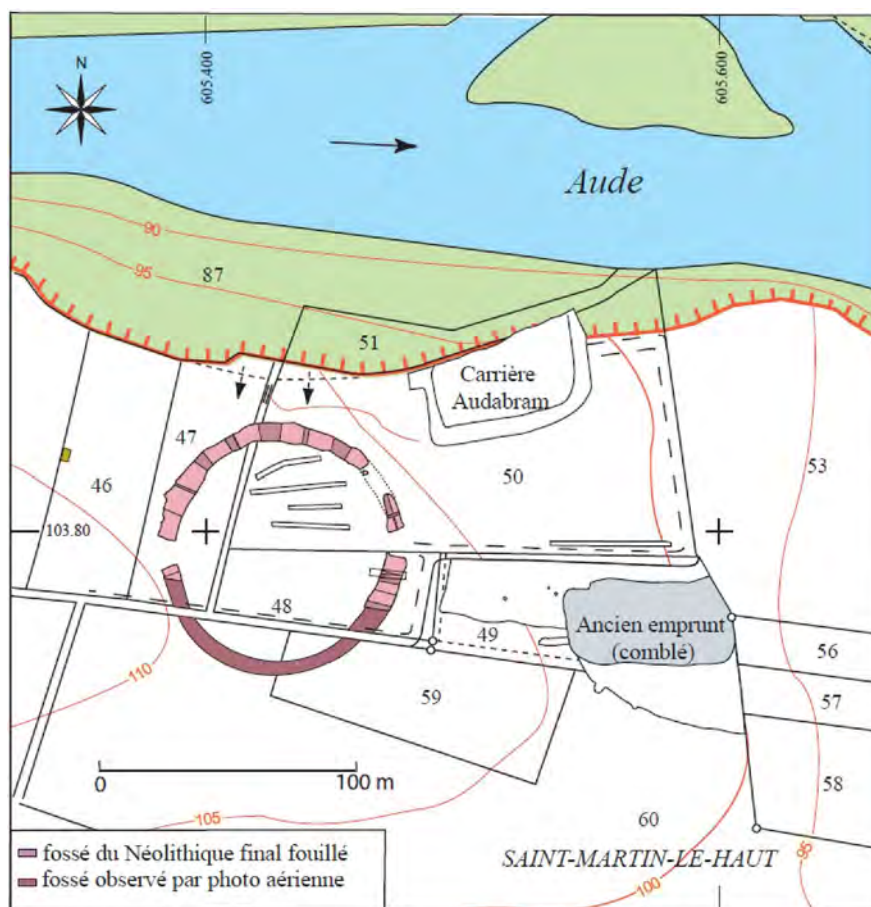 605.400
605.600
N
Aude
90
95
87
51
Carrière
Audabram
47
50
53
46
103.80
48
49
Ancien emprunt
(comblé)
56
110
59
57
58
0
100 m
105
60
SAINT-MARTIN-LE-HAUT
95
100
fossé du Néolithique final fouillé
fossé observé par photo aérienne